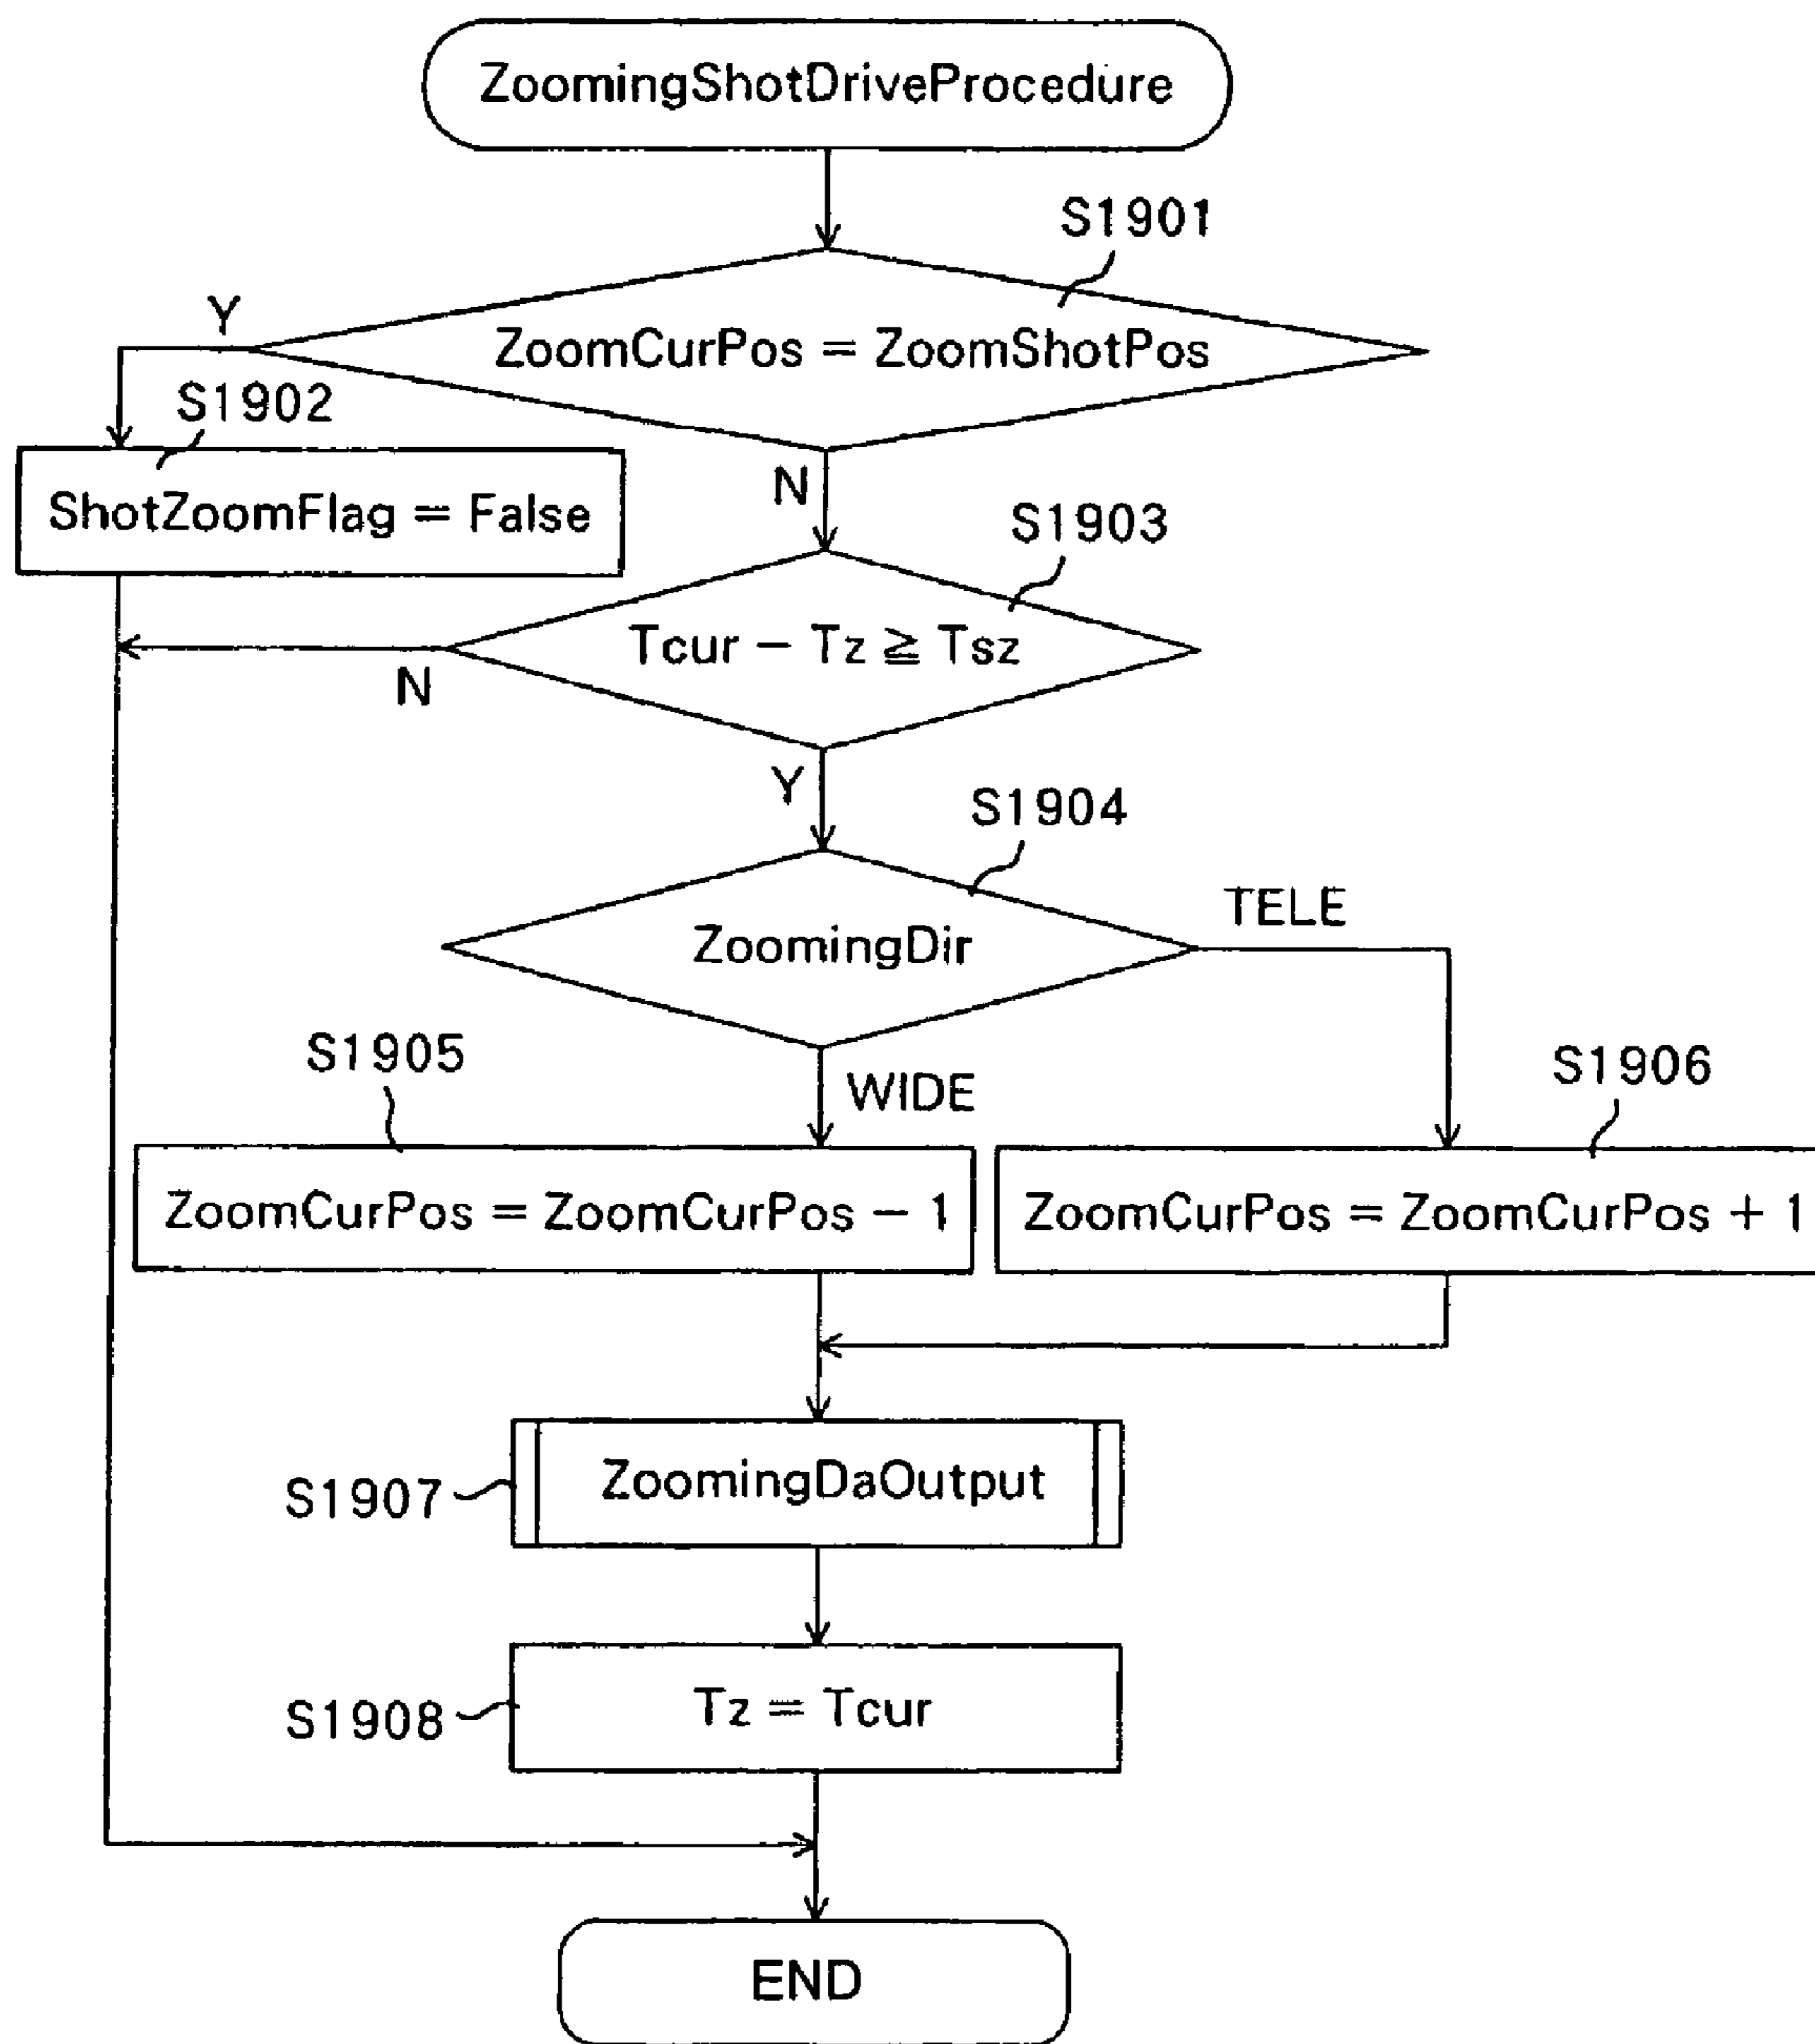 ZoomingShotDriveProcedure
S1901
Y
ZoomCurPos = ZoomShotPos
S1902
N
ShotZoomFlag = False
S1903
Tcur − Tz ≧ Tsz
N
Y
S1904
TELE
ZoomingDir
S1905
WIDE
S1906
ZoomCurPos = ZoomCurPos − 1
ZoomCurPos = ZoomCurPos + 1
ZoomingDaOutput
S1907
Tz = Tcur
S1908
END